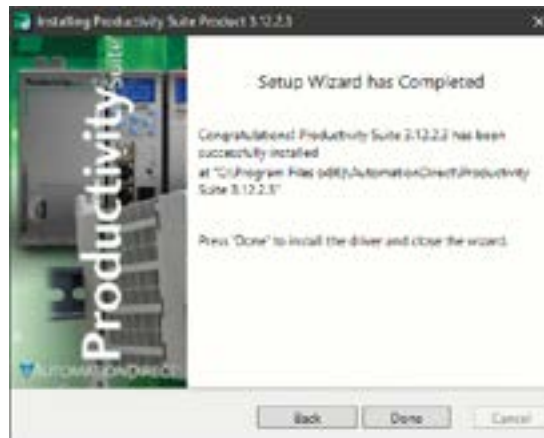 Installing Productivity Suite Product 3.12.2.3
Productivity Suite
AUTOMATIONDIRECT
Setup Wizard has Completed
Congratulations! Productivity Suite 3.12.2.3 has been
successfully installed
at "C:\Program Files (x86)\AutomationDirect\Productivity
Suite 3.12.2.3"
Press "Done" to install the driver and close the wizard.
Back Done Cancel